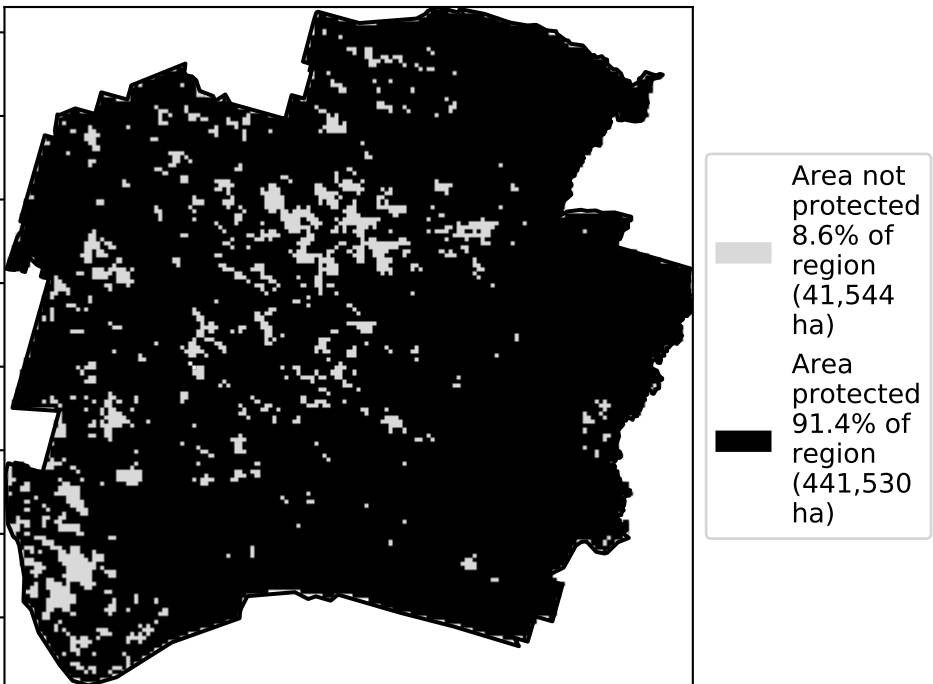 Area not
protected
8.6% of
region
(41,544
ha)
Area
protected
91.4% of
region
(441,530
ha)